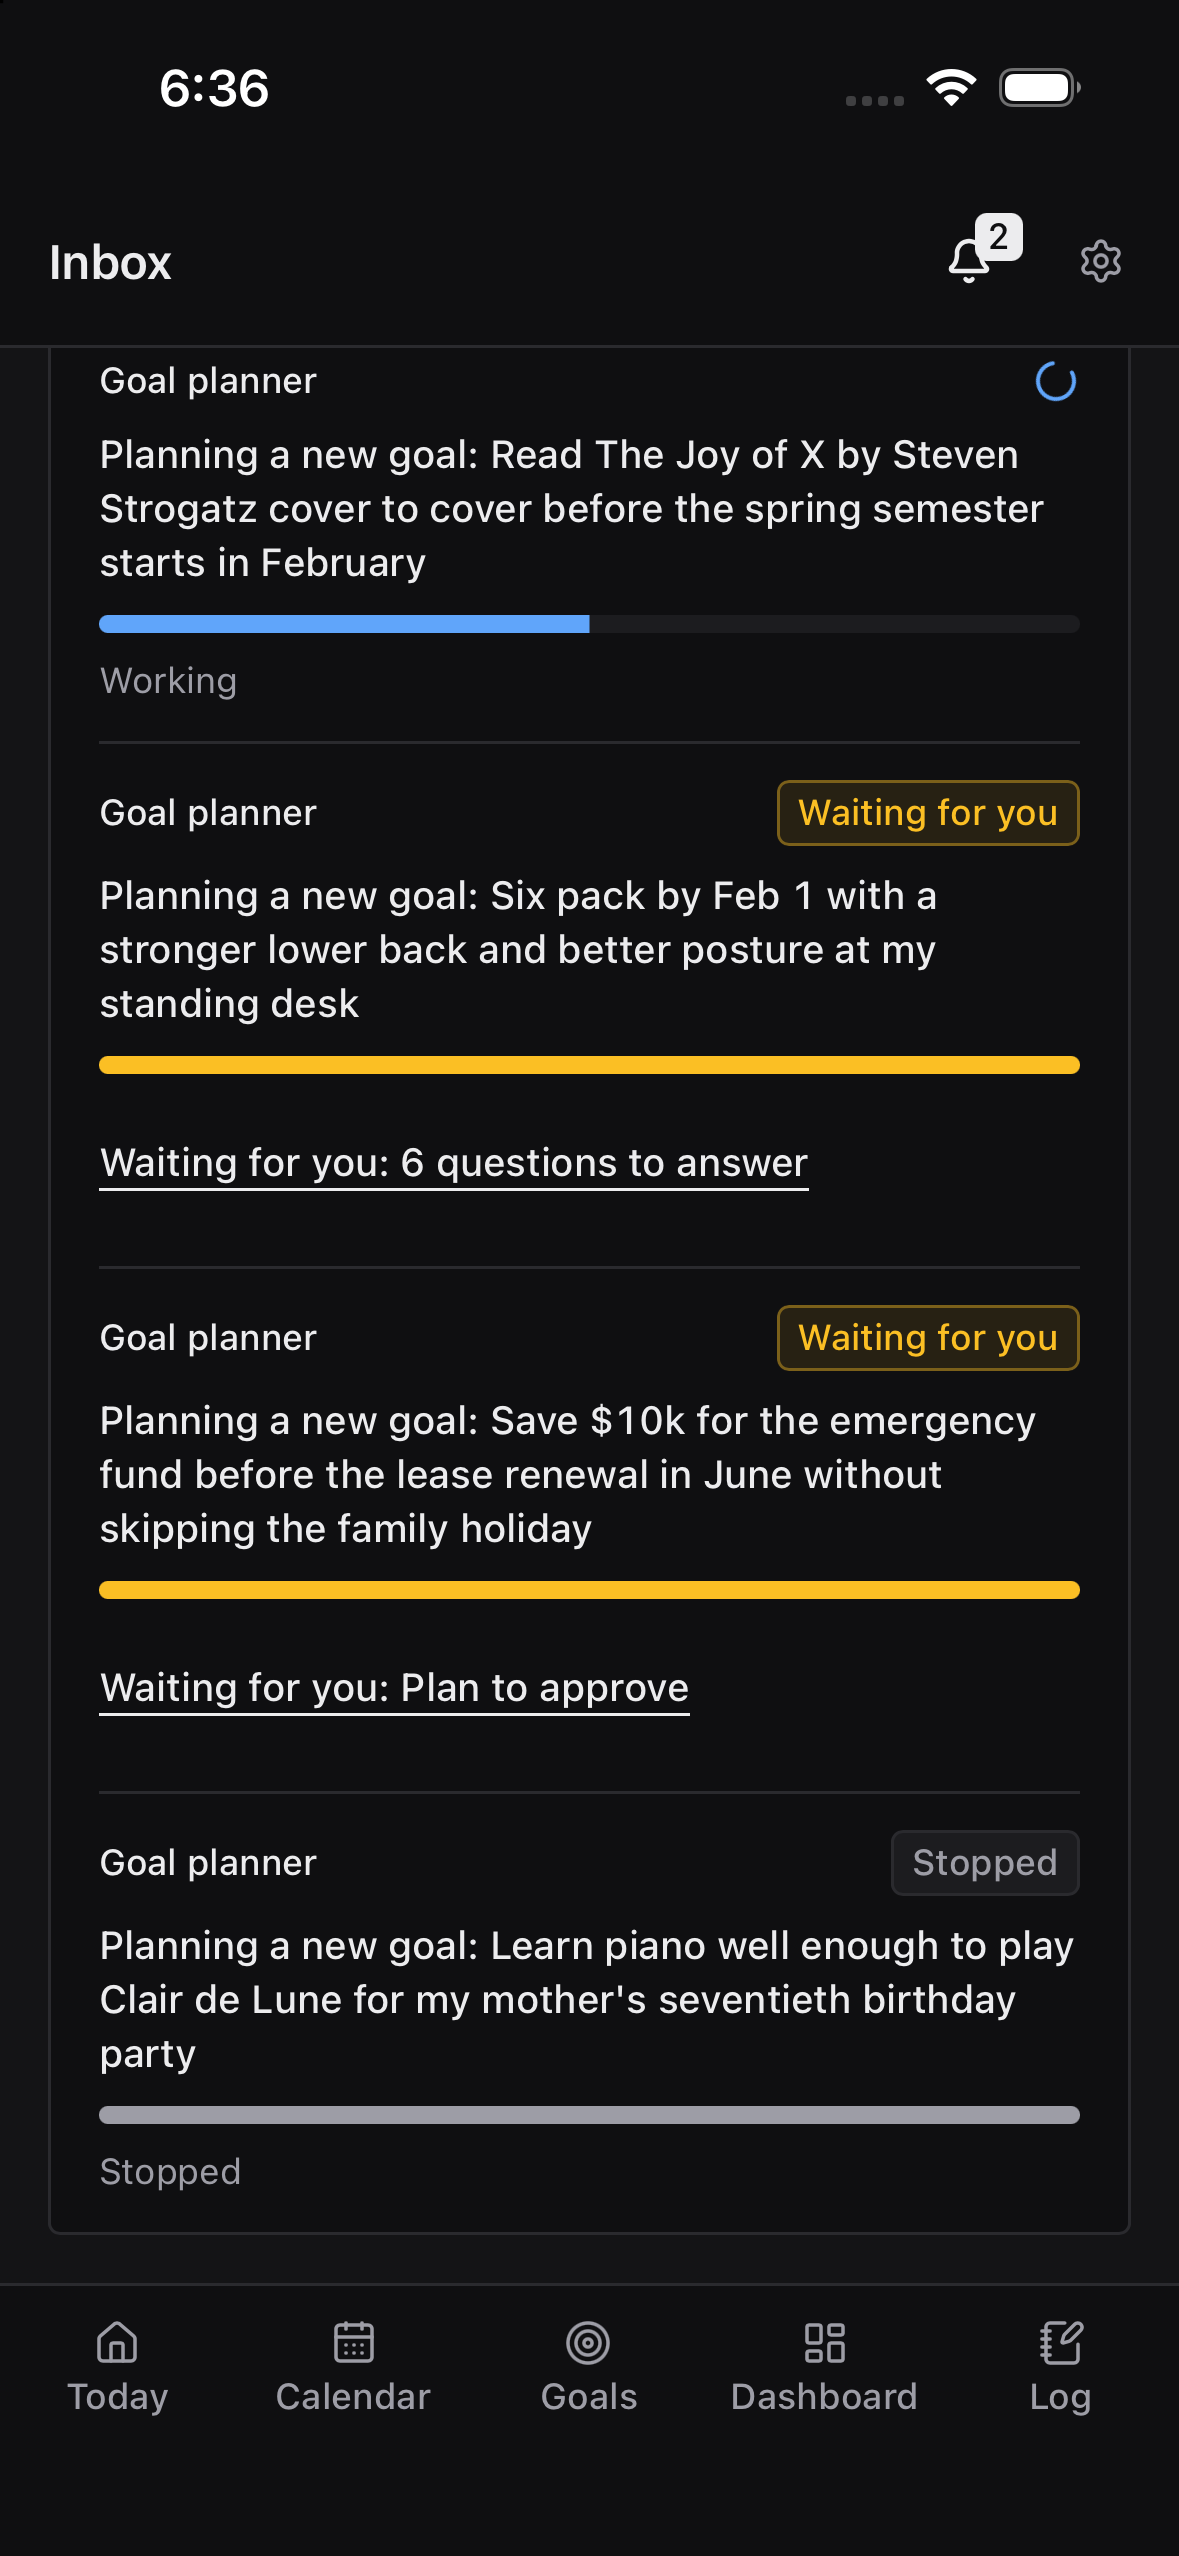 6:36
Inbox
2
Goal planner
Planning a new goal: Read The Joy of X by Steven
Strogatz cover to cover before the spring semester
starts in February
Working
Goal planner
Waiting for you
Planning a new goal: Six pack by Feb 1 with a
stronger lower back and better posture at my
standing desk
Waiting for you: 6 questions to answer
Goal planner
Waiting for you
Planning a new goal: Save $10k for the emergency
fund before the lease renewal in June without
skipping the family holiday
Waiting for you: Plan to approve
Goal planner
Stopped
Planning a new goal: Learn piano well enough to play
Clair de Lune for my mother's seventieth birthday
party
Stopped
Today
Calendar
Goals
Dashboard
Log